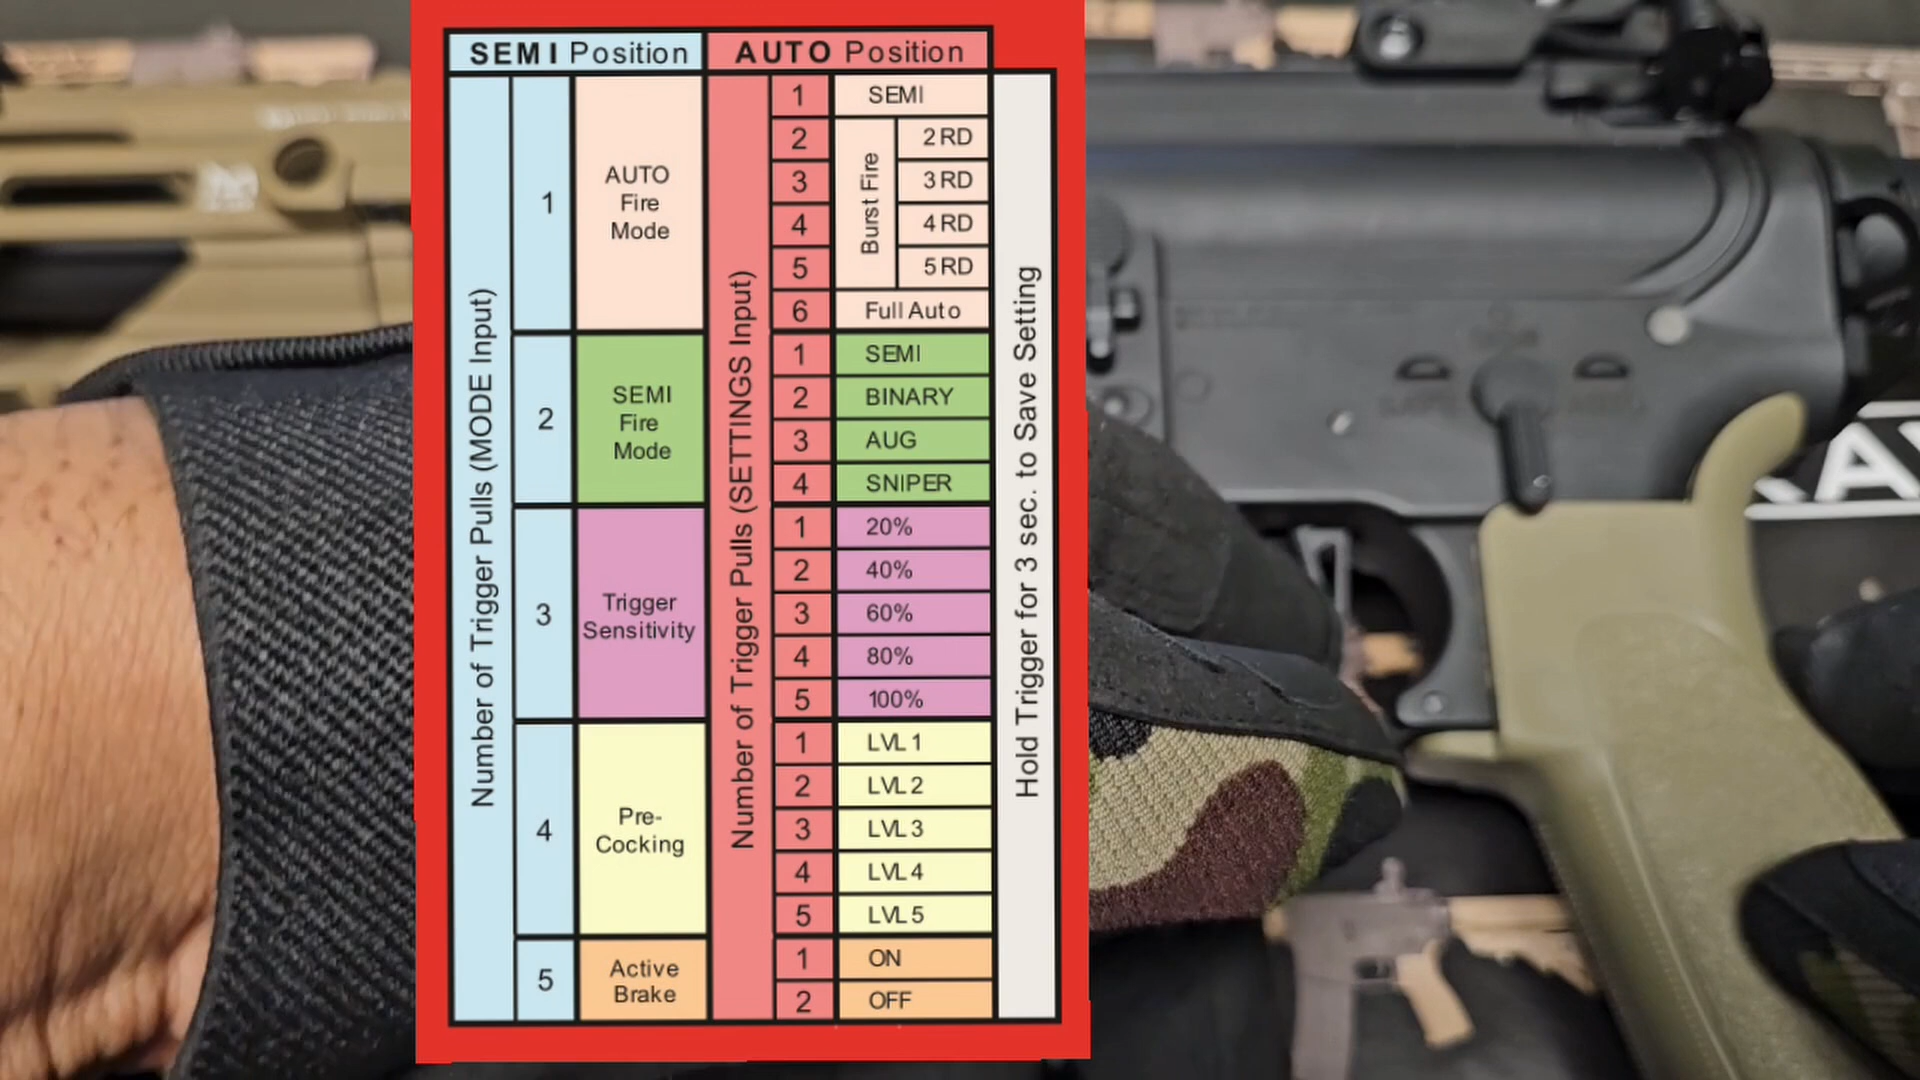 SEMI Position
AUTO Position
Number of Trigger Pulls (MODE Input)
1
AUTO
Fire
Mode
Number of Trigger Pulls (SETTINGS Input)
1
SEMI
Burst Fire
2
2 RD
3
3 RD
4
4 RD
5
5 RD
6
Full Auto
2
SEMI
Fire
Mode
1
SEMI
2
BINARY
3
AUG
4
SNIPER
3
Trigger
Sensitivity
1
20%
2
40%
3
60%
4
80%
5
100%
4
Pre-
Cocking
1
LVL 1
2
LVL 2
3
LVL 3
4
LVL 4
5
LVL 5
5
Active
Brake
1
ON
2
OFF
Hold Trigger for 3 sec. to Save Setting